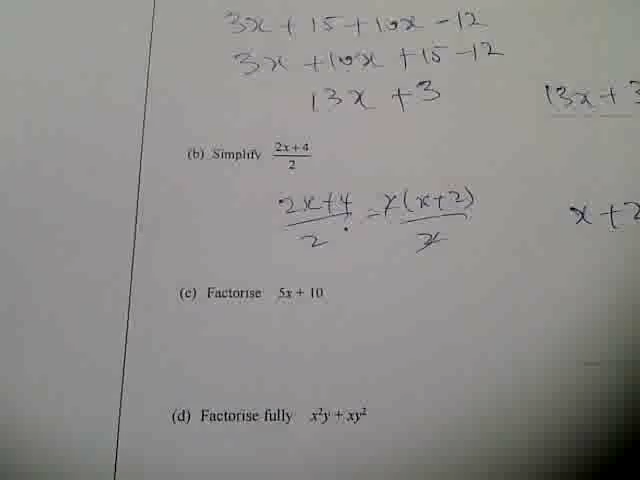 3x + 15 + 10x - 12
3x + 10x + 15 - 12
13x + 3 13x + 3
(b) Simplify (2x + 4)/2
(2x + 4)/2 = 2(x + 2)/2 x + 2
(c) Factorise 5x + 10
(d) Factorise fully x²y + xy²